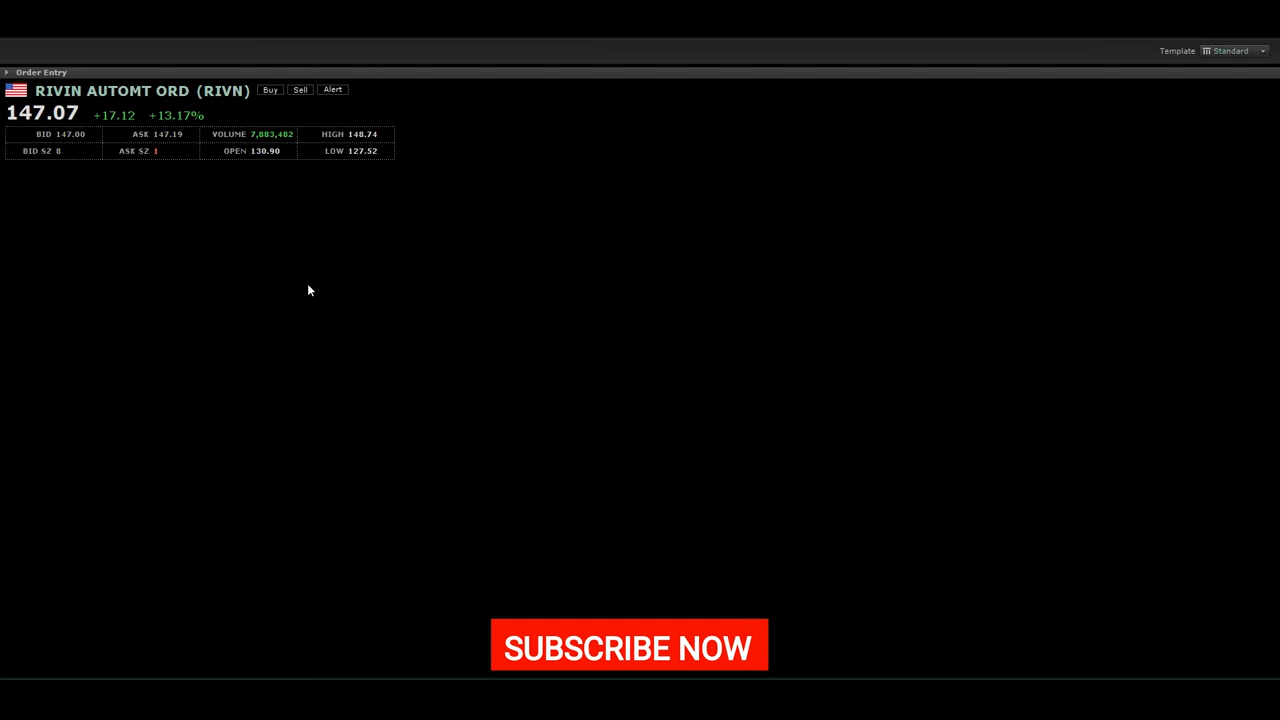 Template Standard
Order Entry
RIVIN AUTOMT ORD (RIVN) Buy Sell Alert
147.07 +17.12 +13.17%
BID 147.00 ASK 147.19 VOLUME 7,883,482 HIGH 148.74
BID SZ 8 ASK SZ 1 OPEN 130.90 LOW 127.52
SUBSCRIBE NOW